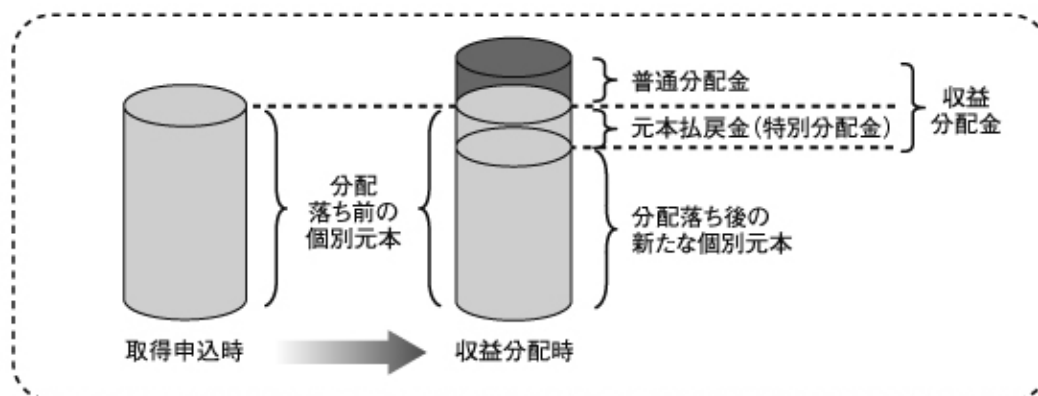 普通分配金
収益
分配金
元本払戻金(特別分配金)
分配
落ち前の
個別元本
分配落ち後の
新たな個別元本
取得申込時
収益分配時